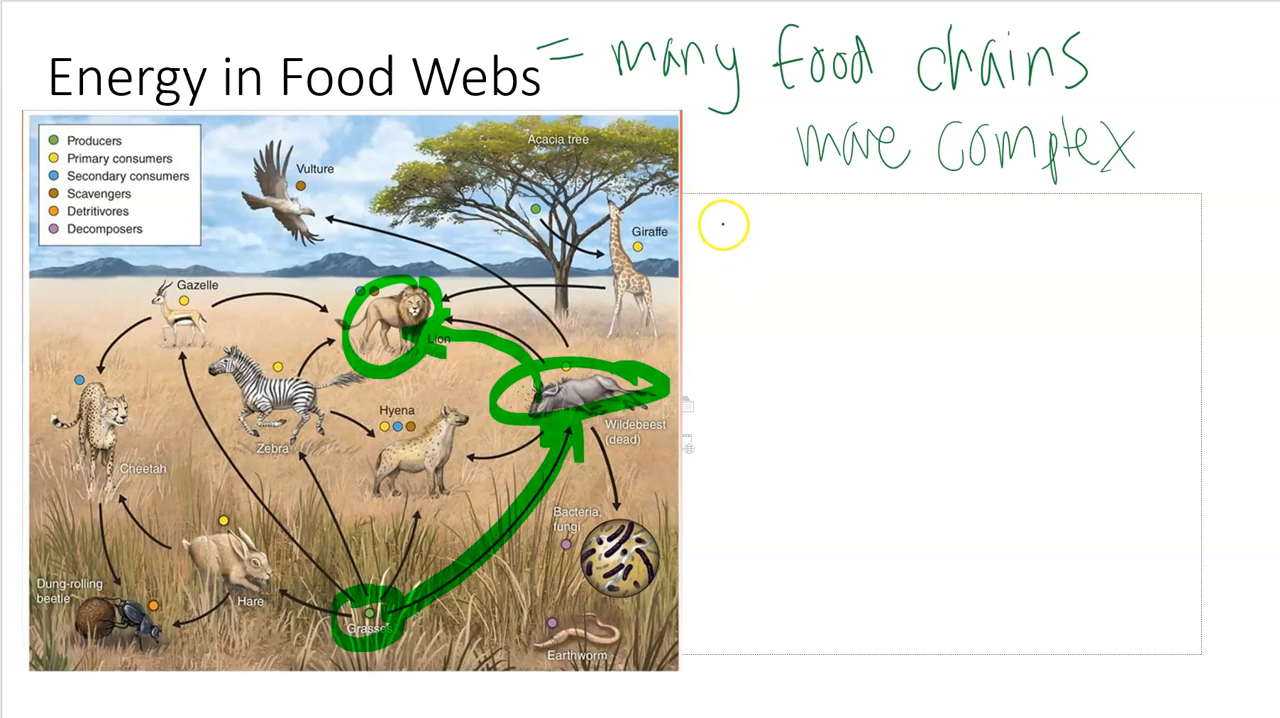 Energy in Food Webs = many food chains
more complex
Producers
Primary consumers
Secondary consumers
Scavengers
Detritivores
Decomposers
Vulture
Acacia tree
Giraffe
Gazelle
Lion
Hyena
Wildebeest
(dead)
Zebra
Cheetah
Bacteria,
fungi
Dung-rolling
beetle
Hare
Grasses
Earthworm